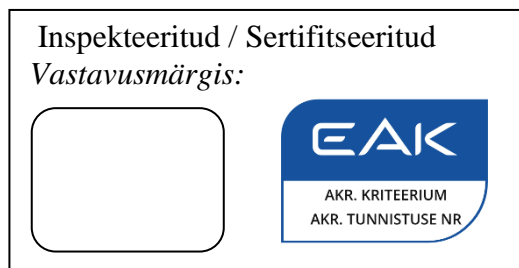 Inspekteeritud / Sertifitseeritud
Vastavusmärgis:
EAK
AKR. KRITEERIUM
AKR. TUNNISTUSE NR